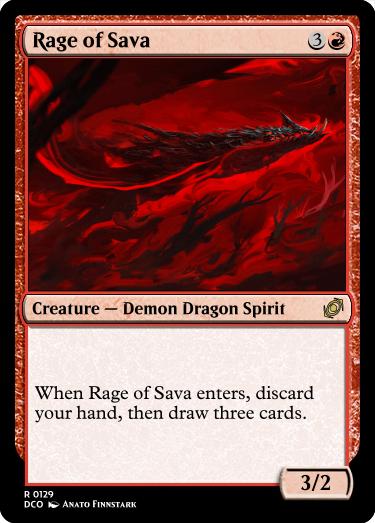 Rage of Sava 3
Creature — Demon Dragon Spirit
When Rage of Sava enters, discard
your hand, then draw three cards.
3/2
R 0129
DCO Anato Finnstark